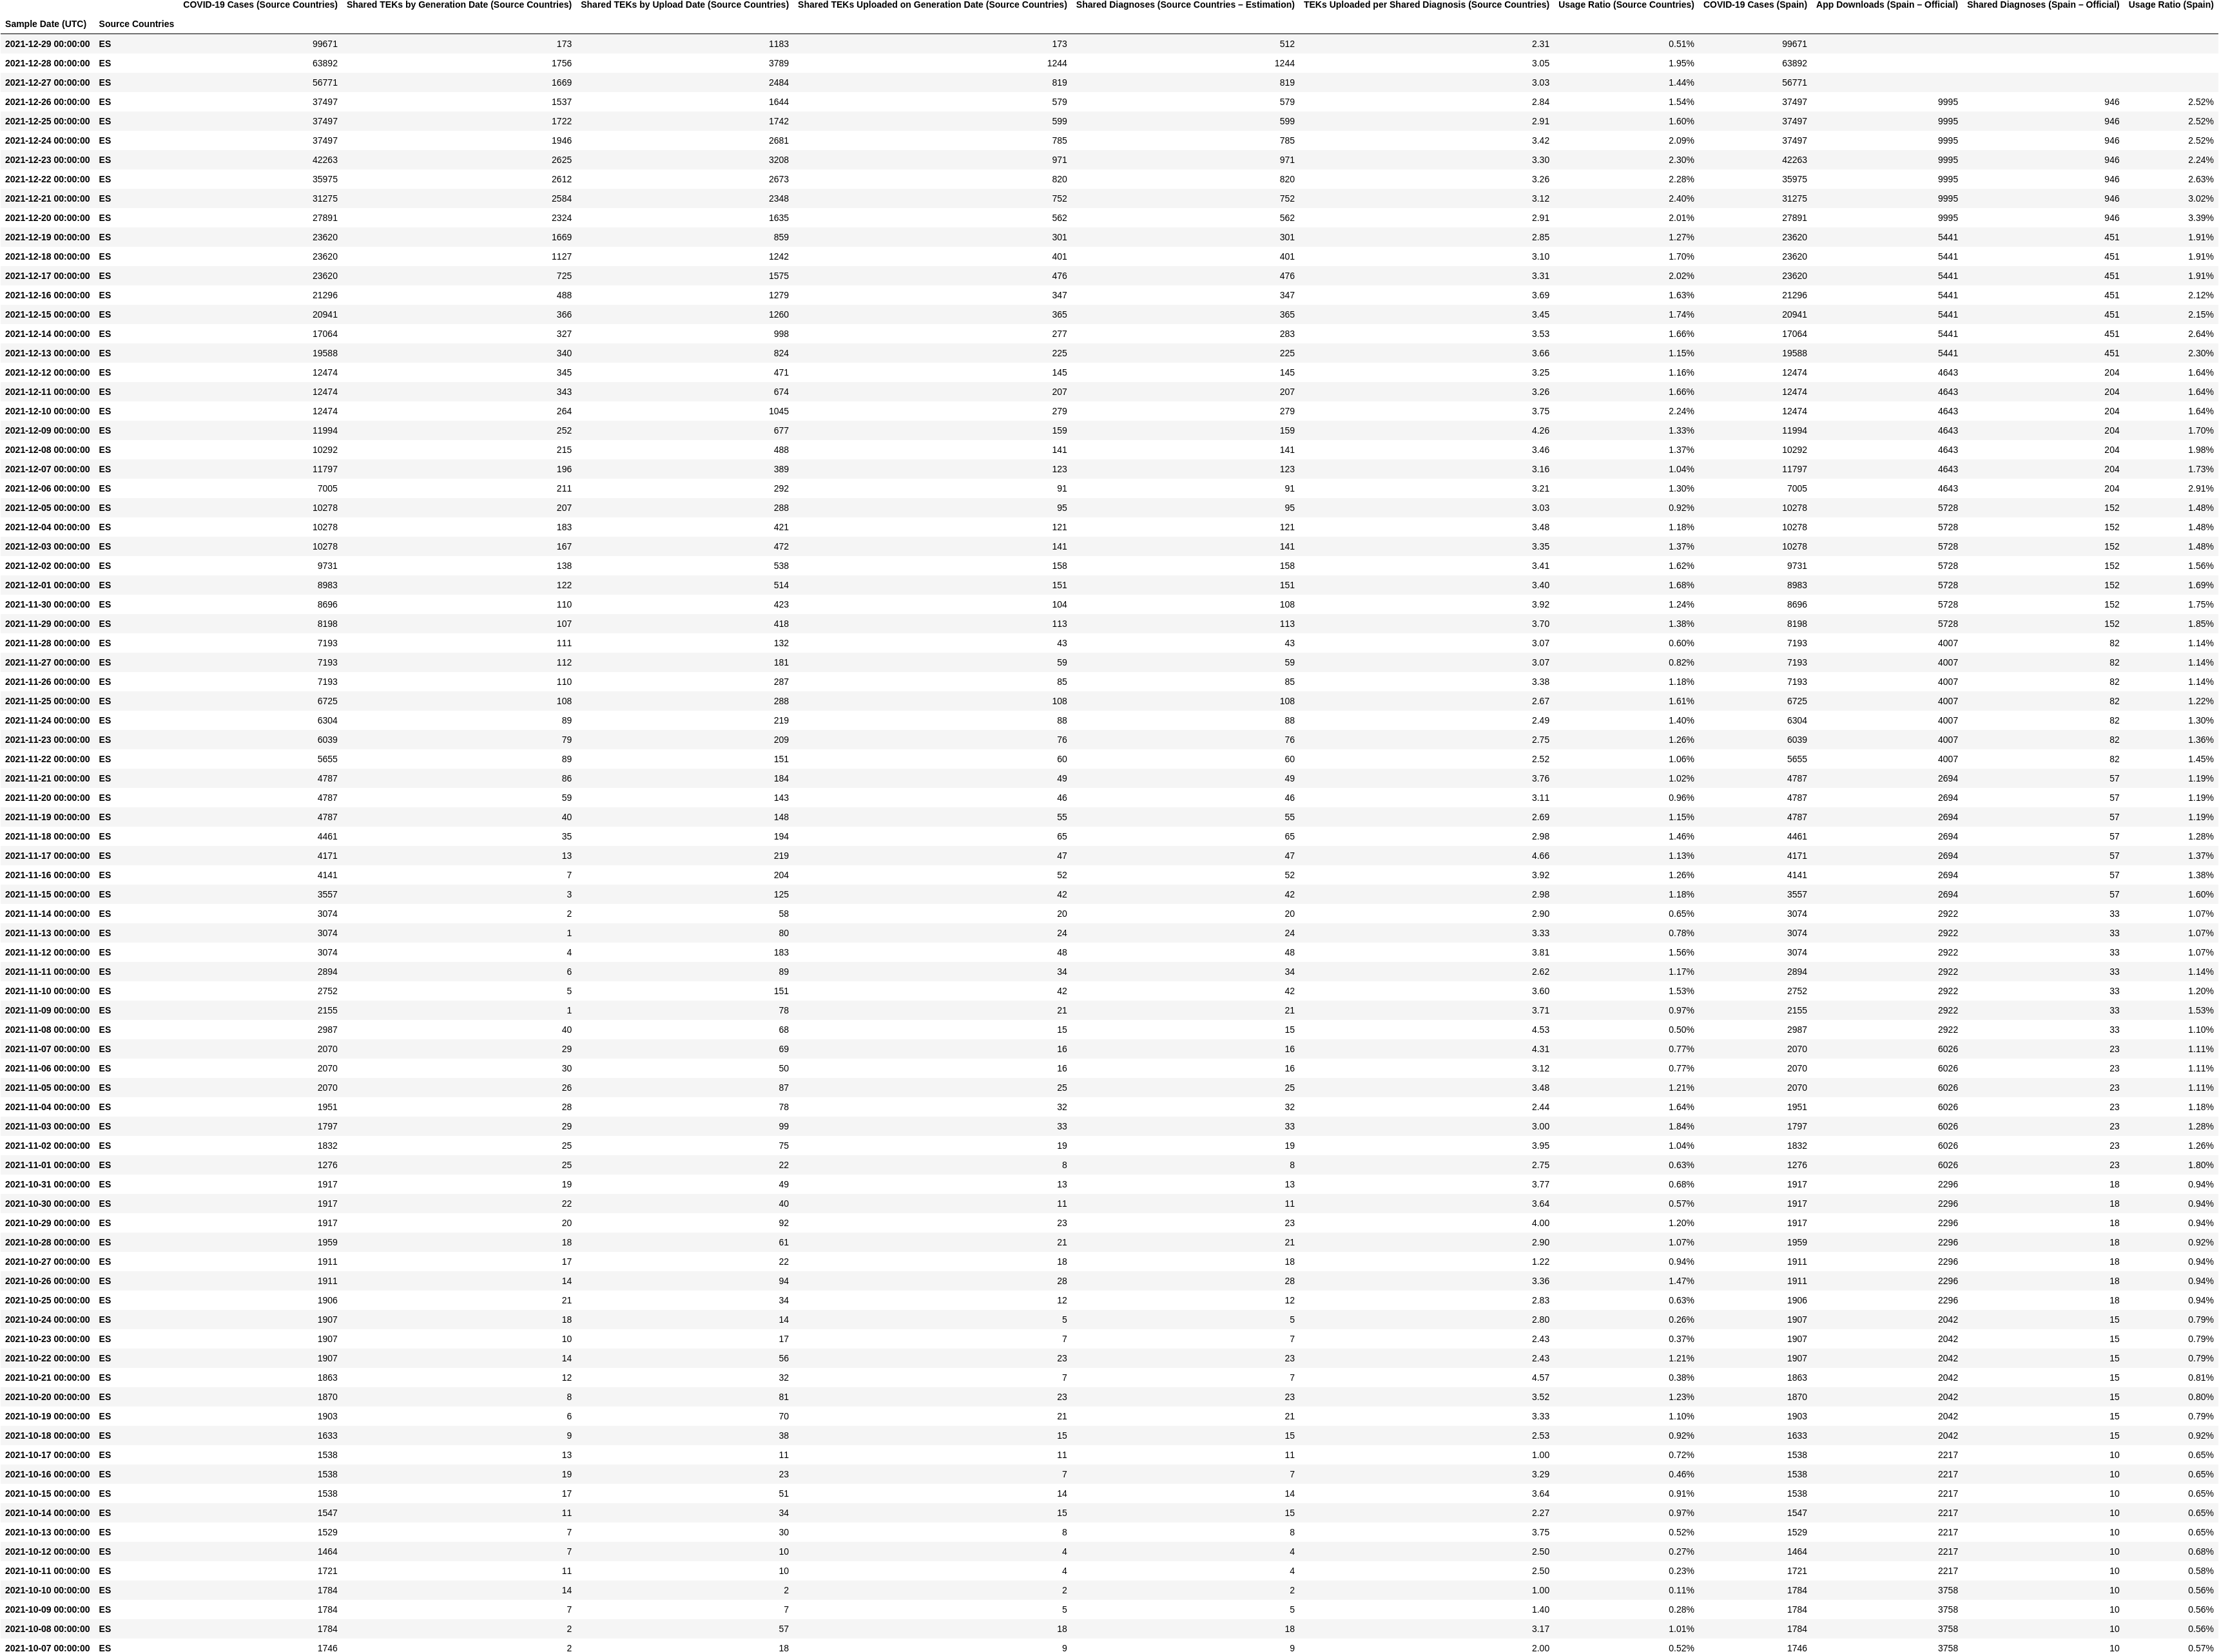 COVID-19 Cases (Source Countries) Shared TEKs by Generation Date (Source Countries) Shared TEKs by Upload Date (Source Countries) Shared TEKs Uploaded on Generation Date (Source Countries) Shared Diagnoses (Source Countries – Estimation) TEKs Uploaded per Shared Diagnosis (Source Countries) Usage Ratio (Source Countries) COVID-19 Cases (Spain) App Downloads (Spain – Official) Shared Diagnoses (Spain – Official) Usage Ratio (Spain)
Sample Date (UTC) Source Countries
2021-12-29 00:00:00 ES 99671 173 1183 173 512 2.31 0.51% 99671
2021-12-28 00:00:00 ES 63892 1756 3789 1244 1244 3.05 1.95% 63892
2021-12-27 00:00:00 ES 56771 1669 2484 819 819 3.03 1.44% 56771
2021-12-26 00:00:00 ES 37497 1537 1644 579 579 2.84 1.54% 37497 9995 946 2.52%
2021-12-25 00:00:00 ES 37497 1722 1742 599 599 2.91 1.60% 37497 9995 946 2.52%
2021-12-24 00:00:00 ES 37497 1946 2681 785 785 3.42 2.09% 37497 9995 946 2.52%
2021-12-23 00:00:00 ES 42263 2625 3208 971 971 3.30 2.30% 42263 9995 946 2.24%
2021-12-22 00:00:00 ES 35975 2612 2673 820 820 3.26 2.28% 35975 9995 946 2.63%
2021-12-21 00:00:00 ES 31275 2584 2348 752 752 3.12 2.40% 31275 9995 946 3.02%
2021-12-20 00:00:00 ES 27891 2324 1635 562 562 2.91 2.01% 27891 9995 946 3.39%
2021-12-19 00:00:00 ES 23620 1669 859 301 301 2.85 1.27% 23620 5441 451 1.91%
2021-12-18 00:00:00 ES 23620 1127 1242 401 401 3.10 1.70% 23620 5441 451 1.91%
2021-12-17 00:00:00 ES 23620 725 1575 476 476 3.31 2.02% 23620 5441 451 1.91%
2021-12-16 00:00:00 ES 21296 488 1279 347 347 3.69 1.63% 21296 5441 451 2.12%
2021-12-15 00:00:00 ES 20941 366 1260 365 365 3.45 1.74% 20941 5441 451 2.15%
2021-12-14 00:00:00 ES 17064 327 998 277 283 3.53 1.66% 17064 5441 451 2.64%
2021-12-13 00:00:00 ES 19588 340 824 225 225 3.66 1.15% 19588 5441 451 2.30%
2021-12-12 00:00:00 ES 12474 345 471 145 145 3.25 1.16% 12474 4643 204 1.64%
2021-12-11 00:00:00 ES 12474 343 674 207 207 3.26 1.66% 12474 4643 204 1.64%
2021-12-10 00:00:00 ES 12474 264 1045 279 279 3.75 2.24% 12474 4643 204 1.64%
2021-12-09 00:00:00 ES 11994 252 677 159 159 4.26 1.33% 11994 4643 204 1.70%
2021-12-08 00:00:00 ES 10292 215 488 141 141 3.46 1.37% 10292 4643 204 1.98%
2021-12-07 00:00:00 ES 11797 196 389 123 123 3.16 1.04% 11797 4643 204 1.73%
2021-12-06 00:00:00 ES 7005 211 292 91 91 3.21 1.30% 7005 4643 204 2.91%
2021-12-05 00:00:00 ES 10278 207 288 95 95 3.03 0.92% 10278 5728 152 1.48%
2021-12-04 00:00:00 ES 10278 183 421 121 121 3.48 1.18% 10278 5728 152 1.48%
2021-12-03 00:00:00 ES 10278 167 472 141 141 3.35 1.37% 10278 5728 152 1.48%
2021-12-02 00:00:00 ES 9731 138 538 158 158 3.41 1.62% 9731 5728 152 1.56%
2021-12-01 00:00:00 ES 8983 122 514 151 151 3.40 1.68% 8983 5728 152 1.69%
2021-11-30 00:00:00 ES 8696 110 423 104 108 3.92 1.24% 8696 5728 152 1.75%
2021-11-29 00:00:00 ES 8198 107 418 113 113 3.70 1.38% 8198 5728 152 1.85%
2021-11-28 00:00:00 ES 7193 111 132 43 43 3.07 0.60% 7193 4007 82 1.14%
2021-11-27 00:00:00 ES 7193 112 181 59 59 3.07 0.82% 7193 4007 82 1.14%
2021-11-26 00:00:00 ES 7193 110 287 85 85 3.38 1.18% 7193 4007 82 1.14%
2021-11-25 00:00:00 ES 6725 108 288 108 108 2.67 1.61% 6725 4007 82 1.22%
2021-11-24 00:00:00 ES 6304 89 219 88 88 2.49 1.40% 6304 4007 82 1.30%
2021-11-23 00:00:00 ES 6039 79 209 76 76 2.75 1.26% 6039 4007 82 1.36%
2021-11-22 00:00:00 ES 5655 89 151 60 60 2.52 1.06% 5655 4007 82 1.45%
2021-11-21 00:00:00 ES 4787 86 184 49 49 3.76 1.02% 4787 2694 57 1.19%
2021-11-20 00:00:00 ES 4787 59 143 46 46 3.11 0.96% 4787 2694 57 1.19%
2021-11-19 00:00:00 ES 4787 40 148 55 55 2.69 1.15% 4787 2694 57 1.19%
2021-11-18 00:00:00 ES 4461 35 194 65 65 2.98 1.46% 4461 2694 57 1.28%
2021-11-17 00:00:00 ES 4171 13 219 47 47 4.66 1.13% 4171 2694 57 1.37%
2021-11-16 00:00:00 ES 4141 7 204 52 52 3.92 1.26% 4141 2694 57 1.38%
2021-11-15 00:00:00 ES 3557 3 125 42 42 2.98 1.18% 3557 2694 57 1.60%
2021-11-14 00:00:00 ES 3074 2 58 20 20 2.90 0.65% 3074 2922 33 1.07%
2021-11-13 00:00:00 ES 3074 1 80 24 24 3.33 0.78% 3074 2922 33 1.07%
2021-11-12 00:00:00 ES 3074 4 183 48 48 3.81 1.56% 3074 2922 33 1.07%
2021-11-11 00:00:00 ES 2894 6 89 34 34 2.62 1.17% 2894 2922 33 1.14%
2021-11-10 00:00:00 ES 2752 5 151 42 42 3.60 1.53% 2752 2922 33 1.20%
2021-11-09 00:00:00 ES 2155 1 78 21 21 3.71 0.97% 2155 2922 33 1.53%
2021-11-08 00:00:00 ES 2987 40 68 15 15 4.53 0.50% 2987 2922 33 1.10%
2021-11-07 00:00:00 ES 2070 29 69 16 16 4.31 0.77% 2070 6026 23 1.11%
2021-11-06 00:00:00 ES 2070 30 50 16 16 3.12 0.77% 2070 6026 23 1.11%
2021-11-05 00:00:00 ES 2070 26 87 25 25 3.48 1.21% 2070 6026 23 1.11%
2021-11-04 00:00:00 ES 1951 28 78 32 32 2.44 1.64% 1951 6026 23 1.18%
2021-11-03 00:00:00 ES 1797 29 99 33 33 3.00 1.84% 1797 6026 23 1.28%
2021-11-02 00:00:00 ES 1832 25 75 19 19 3.95 1.04% 1832 6026 23 1.26%
2021-11-01 00:00:00 ES 1276 25 22 8 8 2.75 0.63% 1276 6026 23 1.80%
2021-10-31 00:00:00 ES 1917 19 49 13 13 3.77 0.68% 1917 2296 18 0.94%
2021-10-30 00:00:00 ES 1917 22 40 11 11 3.64 0.57% 1917 2296 18 0.94%
2021-10-29 00:00:00 ES 1917 20 92 23 23 4.00 1.20% 1917 2296 18 0.94%
2021-10-28 00:00:00 ES 1959 18 61 21 21 2.90 1.07% 1959 2296 18 0.92%
2021-10-27 00:00:00 ES 1911 17 22 18 18 1.22 0.94% 1911 2296 18 0.94%
2021-10-26 00:00:00 ES 1911 14 94 28 28 3.36 1.47% 1911 2296 18 0.94%
2021-10-25 00:00:00 ES 1906 21 34 12 12 2.83 0.63% 1906 2296 18 0.94%
2021-10-24 00:00:00 ES 1907 18 14 5 5 2.80 0.26% 1907 2042 15 0.79%
2021-10-23 00:00:00 ES 1907 10 17 7 7 2.43 0.37% 1907 2042 15 0.79%
2021-10-22 00:00:00 ES 1907 14 56 23 23 2.43 1.21% 1907 2042 15 0.79%
2021-10-21 00:00:00 ES 1863 12 32 7 7 4.57 0.38% 1863 2042 15 0.81%
2021-10-20 00:00:00 ES 1870 8 81 23 23 3.52 1.23% 1870 2042 15 0.80%
2021-10-19 00:00:00 ES 1903 6 70 21 21 3.33 1.10% 1903 2042 15 0.79%
2021-10-18 00:00:00 ES 1633 9 38 15 15 2.53 0.92% 1633 2042 15 0.92%
2021-10-17 00:00:00 ES 1538 13 11 11 11 1.00 0.72% 1538 2217 10 0.65%
2021-10-16 00:00:00 ES 1538 19 23 7 7 3.29 0.46% 1538 2217 10 0.65%
2021-10-15 00:00:00 ES 1538 17 51 14 14 3.64 0.91% 1538 2217 10 0.65%
2021-10-14 00:00:00 ES 1547 11 34 15 15 2.27 0.97% 1547 2217 10 0.65%
2021-10-13 00:00:00 ES 1529 7 30 8 8 3.75 0.52% 1529 2217 10 0.65%
2021-10-12 00:00:00 ES 1464 7 10 4 4 2.50 0.27% 1464 2217 10 0.68%
2021-10-11 00:00:00 ES 1721 11 10 4 4 2.50 0.23% 1721 2217 10 0.58%
2021-10-10 00:00:00 ES 1784 14 2 2 2 1.00 0.11% 1784 3758 10 0.56%
2021-10-09 00:00:00 ES 1784 7 7 5 5 1.40 0.28% 1784 3758 10 0.56%
2021-10-08 00:00:00 ES 1784 2 57 18 18 3.17 1.01% 1784 3758 10 0.56%
2021-10-07 00:00:00 ES 1746 2 18 9 9 2.00 0.52% 1746 3758 10 0.57%